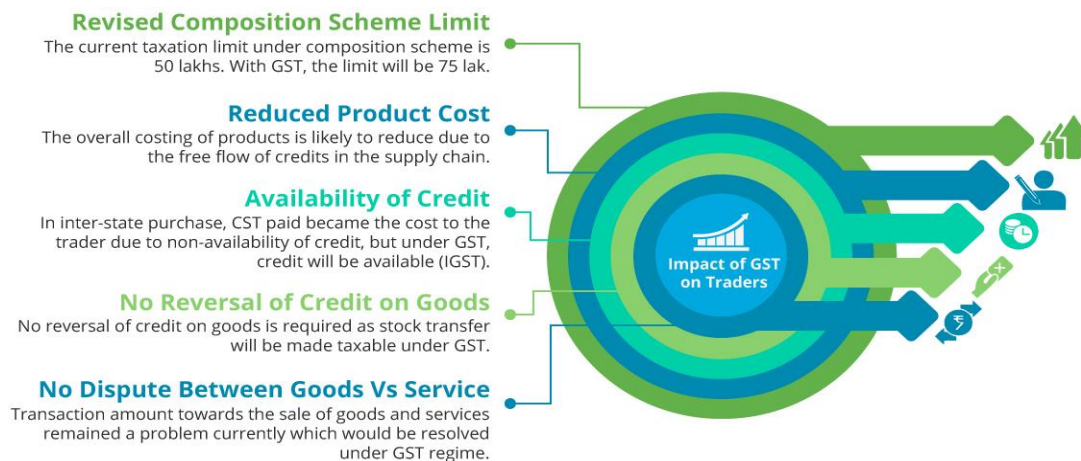 Revised Composition Scheme Limit
The current taxation limit under composition scheme is
50 lakhs. With GST, the limit will be 75 lak.
Reduced Product Cost
The overall costing of products is likely to reduce due to
the free flow of credits in the supply chain.
Availability of Credit
In inter-state purchase, CST paid became the cost to the
trader due to non-availability of credit, but under GST,
credit will be available (IGST).
No Reversal of Credit on Goods
No reversal of credit on goods is required as stock transfer
will be made taxable under GST.
No Dispute Between Goods Vs Service
Transaction amount towards the sale of goods and services
remained a problem currently which would be resolved
under GST regime.
Impact of GST
on Traders
₹